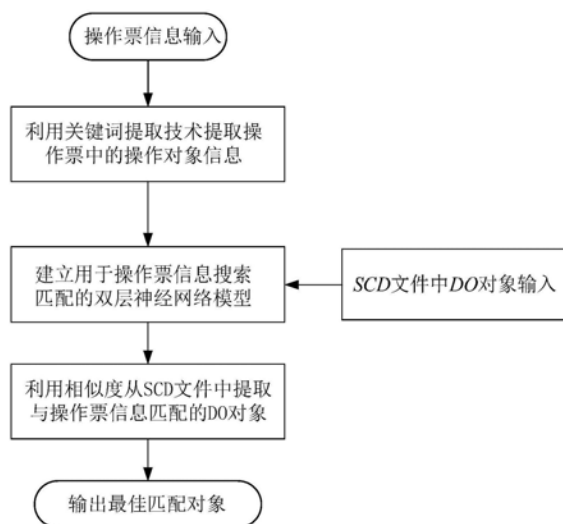 操作票信息输入
利用关键词提取技术提取操
作票中的操作对象信息
建立用于操作票信息搜索
匹配的双层神经网络模型
SCD文件中DO对象输入
利用相似度从SCD文件中提取
与操作票信息匹配的DO对象
输出最佳匹配对象